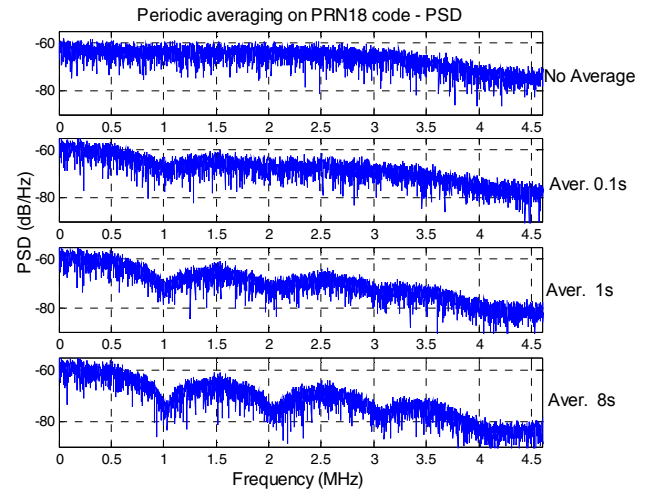 Periodic averaging on PRN18 code - PSD
-60
-80
0 0.5 1 1.5 2 2.5 3 3.5 4 4.5
No Average
-60
-80
0 0.5 1 1.5 2 2.5 3 3.5 4 4.5
Aver. 0.1s
PSD (dB/Hz)
-60
-80
0 0.5 1 1.5 2 2.5 3 3.5 4 4.5
Aver. 1s
-60
-80
0 0.5 1 1.5 2 2.5 3 3.5 4 4.5
Aver. 8s
Frequency (MHz)